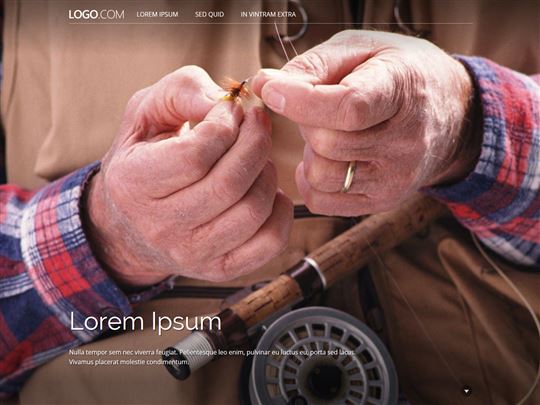 LOGO.COM LOREM IPSUM SED QUID IN VINTRAM EXTRA
Lorem Ipsum
Nulla tempor sem nec viverra feugiat. Pellentesque leo enim, pulvinar eu luctus eu, porta sed lacus.
Vivamus placerat molestie condimentum.